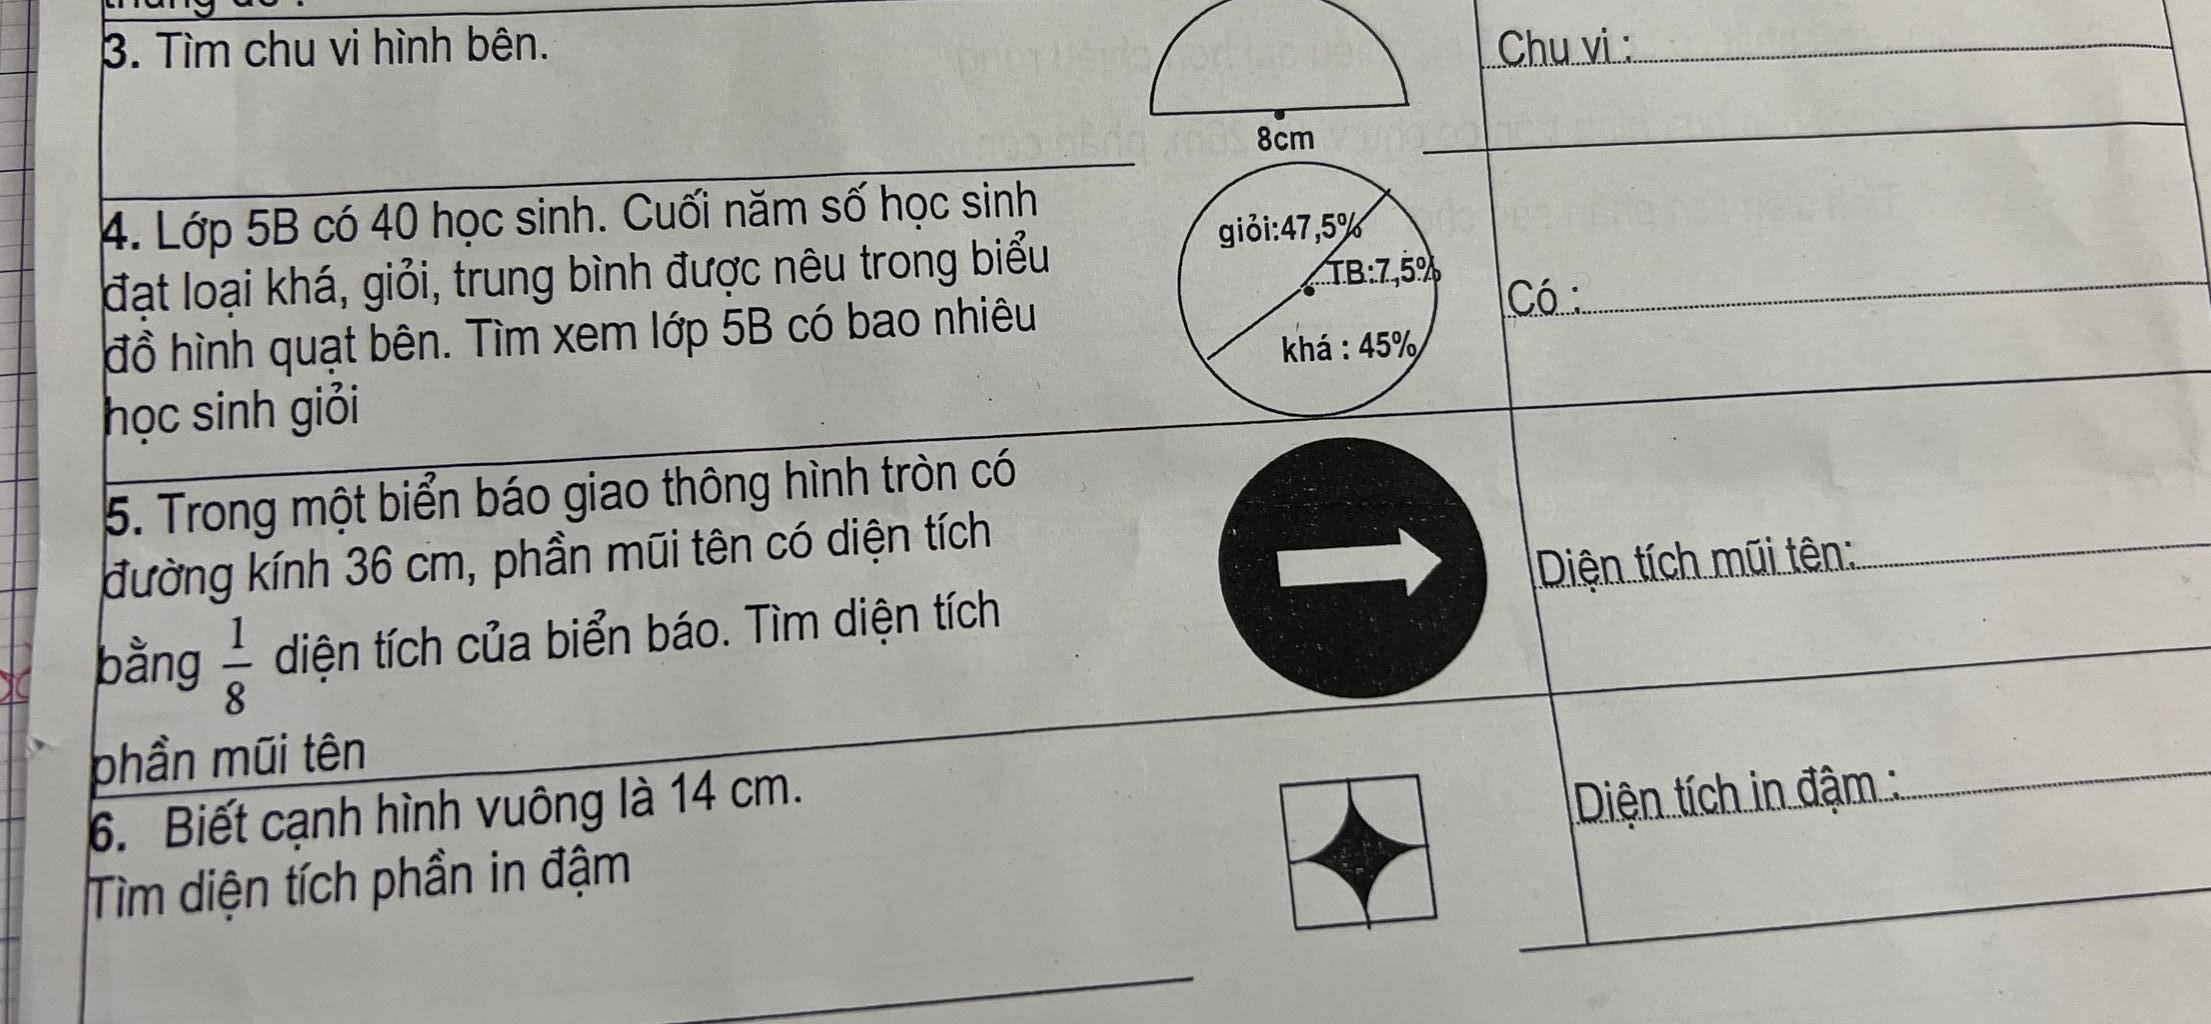 3. Tìm chu vi hình bên.
8cm
Chu vi :
4. Lớp 5B có 40 học sinh. Cuối năm số học sinh
đạt loại khá, giỏi, trung bình được nêu trong biểu
đồ hình quạt bên. Tìm xem lớp 5B có bao nhiêu
học sinh giỏi
giỏi:47,5%
TB:7,5%
khá : 45%
Có :
5. Trong một biển báo giao thông hình tròn có
đường kính 36 cm, phần mũi tên có diện tích
bằng 1/8 diện tích của biển báo. Tìm diện tích
phần mũi tên
Diện tích mũi tên:
6. Biết cạnh hình vuông là 14 cm.
Tìm diện tích phần in đậm
Diện tích in đậm :